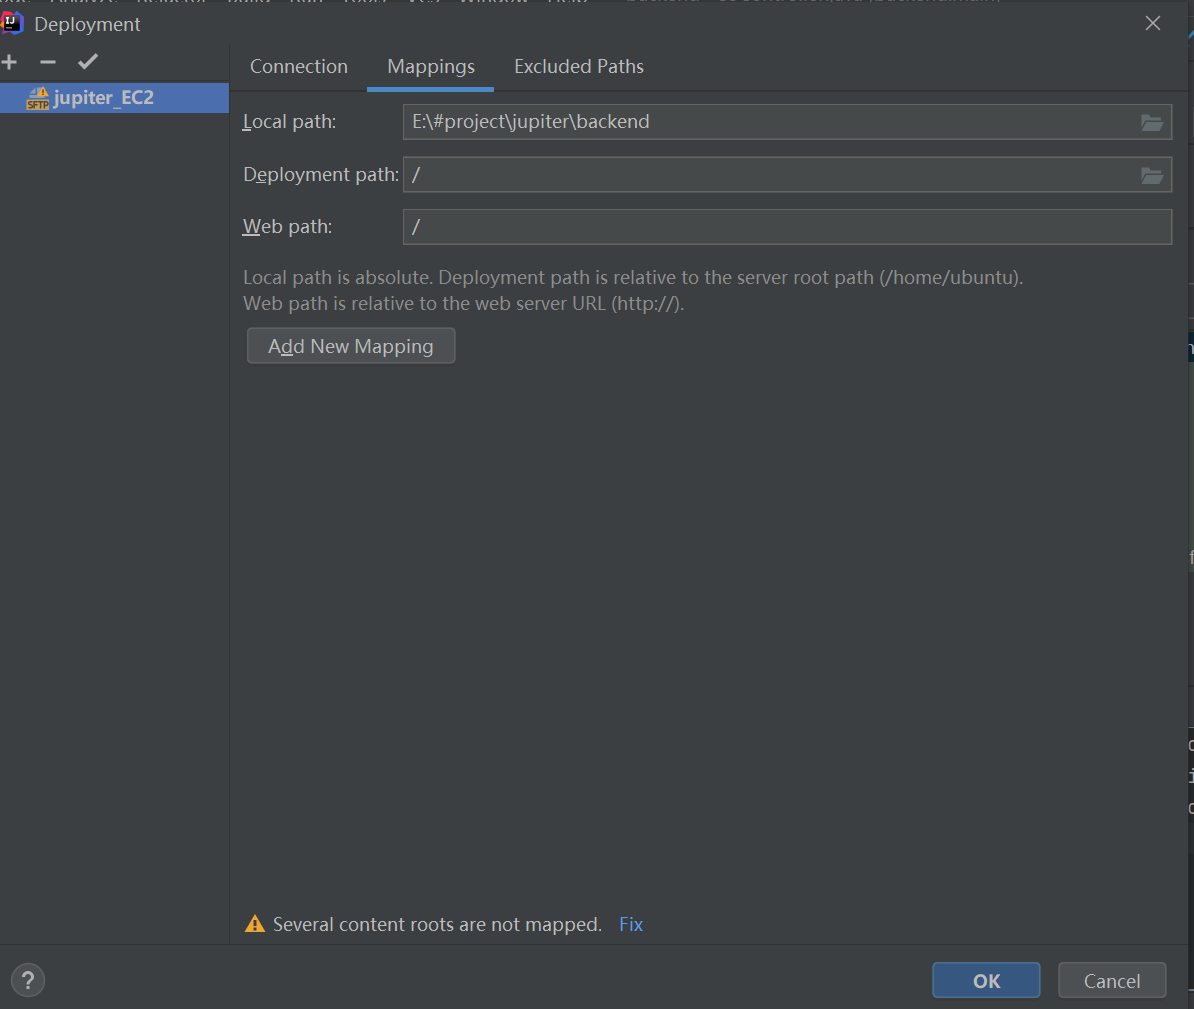 Deployment
jupiter_EC2
Connection Mappings Excluded Paths
Local path: E:\#project\jupiter\backend
Deployment path: /
Web path: /
Local path is absolute. Deployment path is relative to the server root path (/home/ubuntu).
Web path is relative to the web server URL (http://).
Add New Mapping
Several content roots are not mapped. Fix
? OK Cancel